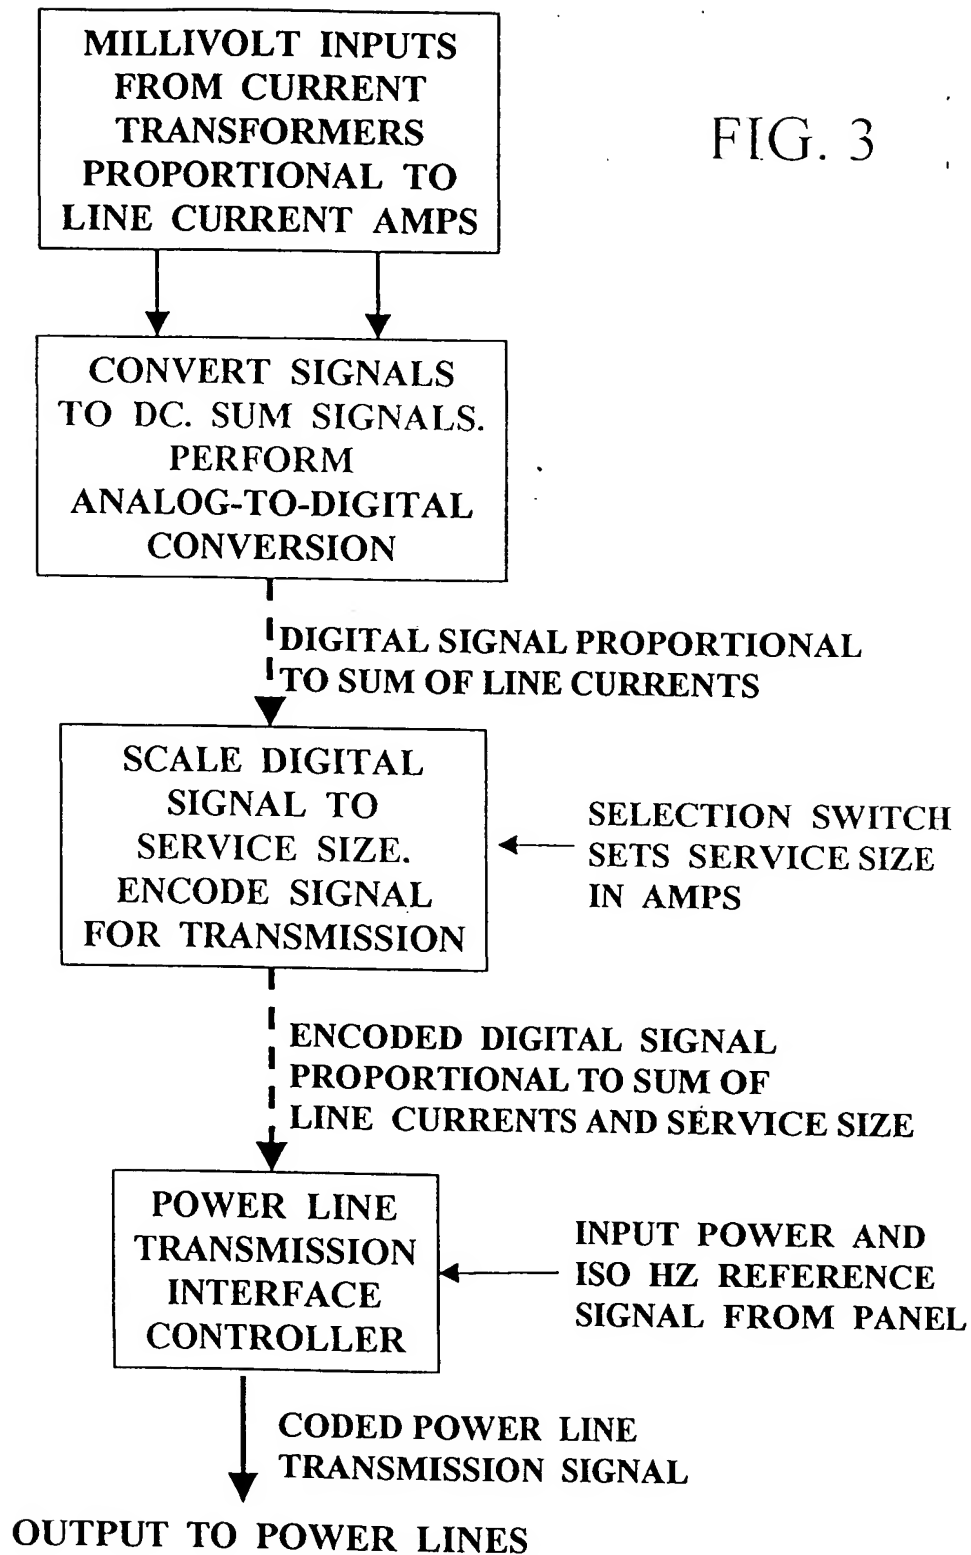 MILLIVOLT INPUTS
FROM CURRENT
TRANSFORMERS
PROPORTIONAL TO
LINE CURRENT AMPS
FIG. 3
CONVERT SIGNALS
TO DC. SUM SIGNALS.
PERFORM
ANALOG-TO-DIGITAL
CONVERSION
DIGITAL SIGNAL PROPORTIONAL
TO SUM OF LINE CURRENTS
SCALE DIGITAL
SIGNAL TO
SERVICE SIZE.
ENCODE SIGNAL
FOR TRANSMISSION
SELECTION SWITCH
SETS SERVICE SIZE
IN AMPS
ENCODED DIGITAL SIGNAL
PROPORTIONAL TO SUM OF
LINE CURRENTS AND SERVICE SIZE
POWER LINE
TRANSMISSION
INTERFACE
CONTROLLER
INPUT POWER AND
ISO HZ REFERENCE
SIGNAL FROM PANEL
CODED POWER LINE
TRANSMISSION SIGNAL
OUTPUT TO POWER LINES